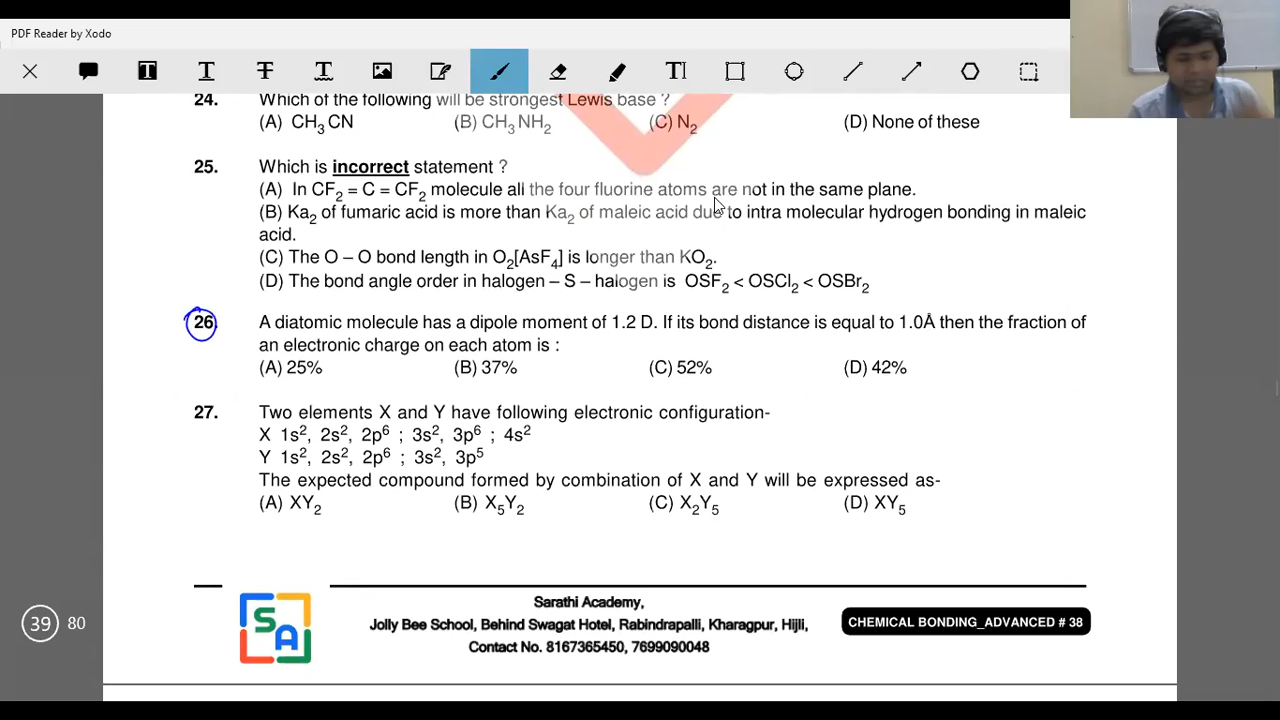 PDF Reader by Xodo
24. Which of the following will be strongest Lewis base ?
(A) CH3 CN (B) CH3 NH2 (C) N2 (D) None of these
25. Which is incorrect statement ?
(A) In CF2 = C = CF2 molecule all the four fluorine atoms are not in the same plane.
(B) Ka2 of fumaric acid is more than Ka2 of maleic acid due to intra molecular hydrogen bonding in maleic
acid.
(C) The O – O bond length in O2[AsF4] is longer than KO2.
(D) The bond angle order in halogen – S – halogen is OSF2 < OSCl2 < OSBr2
26. A diatomic molecule has a dipole moment of 1.2 D. If its bond distance is equal to 1.0Å then the fraction of
an electronic charge on each atom is :
(A) 25% (B) 37% (C) 52% (D) 42%
27. Two elements X and Y have following electronic configuration-
X 1s2, 2s2, 2p6 ; 3s2, 3p6 ; 4s2
Y 1s2, 2s2, 2p6 ; 3s2, 3p5
The expected compound formed by combination of X and Y will be expressed as-
(A) XY2 (B) X5Y2 (C) X2Y5 (D) XY5
39 80
SA
Sarathi Academy,
Jolly Bee School, Behind Swagat Hotel, Rabindrapalli, Kharagpur, Hijli,
Contact No. 8167365450, 7699090048
CHEMICAL BONDING_ADVANCED # 38